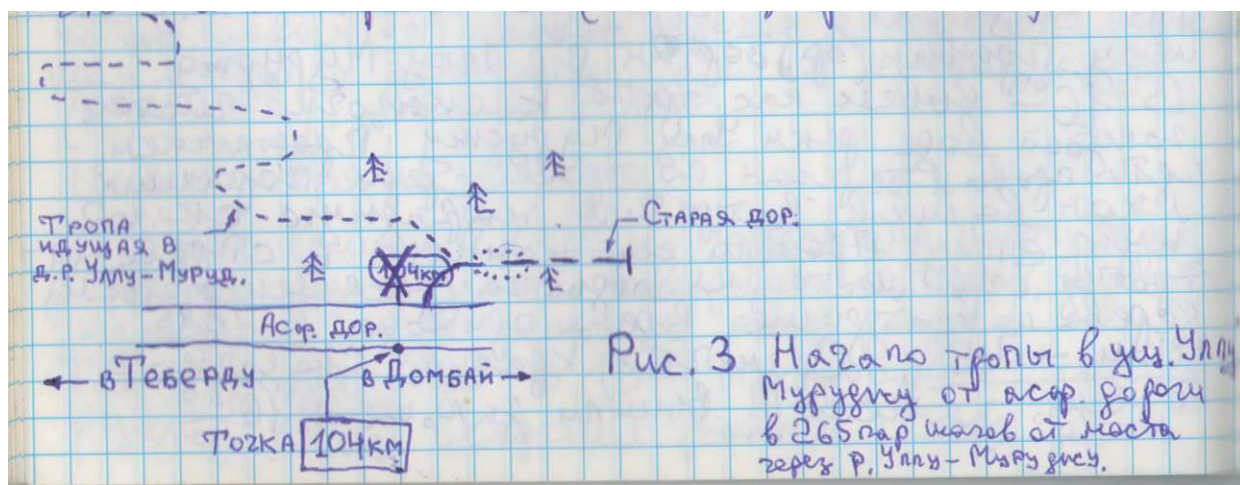 Старая дор.
Тропа
идущая в
д.р. Уллу-Муруд.
104км
Асф. дор.
← в Теберду
в Домбай →
Точка 104км
Рис. 3 Начало тропы в ущ. Уллу
Муруджу от асф. дороги
в 265 пар шагов от моста
через р. Уллу-Муруджу.